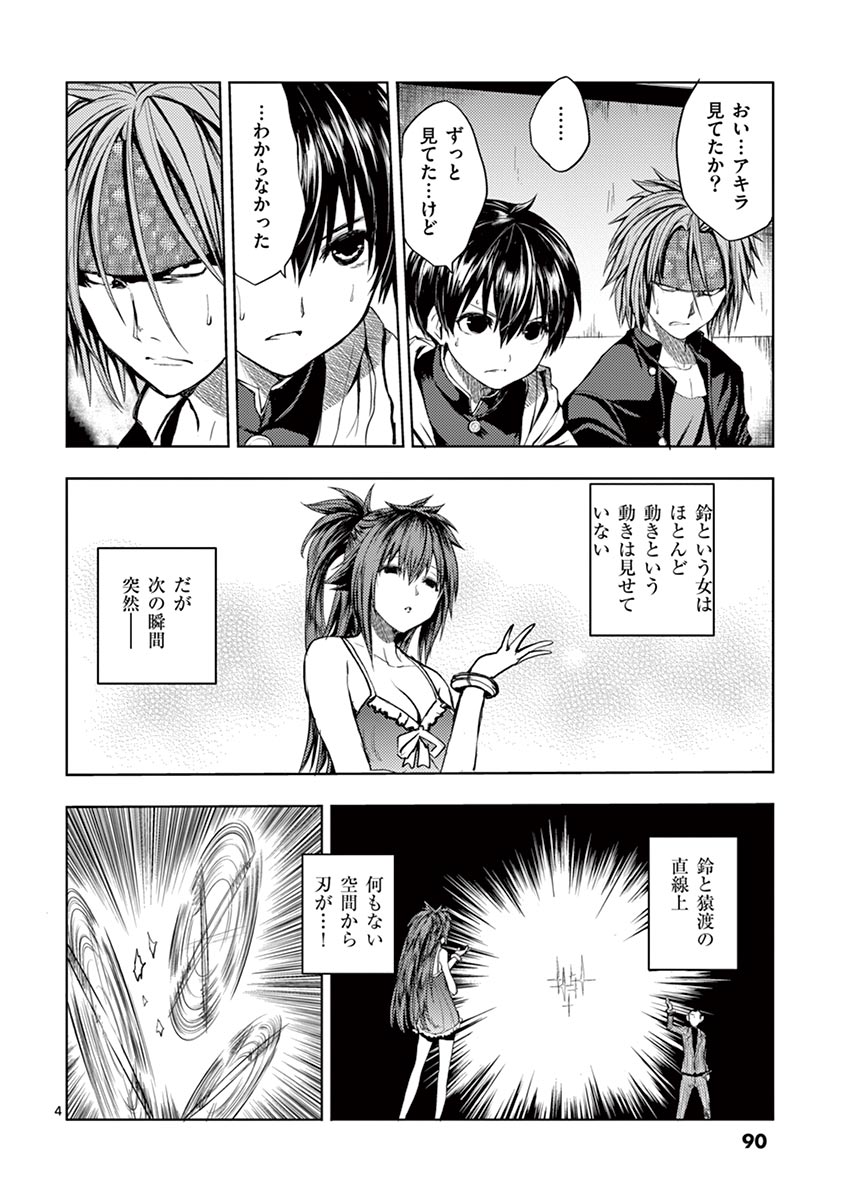 おい…アキラ
見てたか？
……
ずっと
見てた…けど
…わからなかった
鈴という女は
ほとんど
動きという
動きは見せて
いない
だが
次の瞬間
突然――
鈴と猿渡の
直線上
何もない
空間から
刃が…！
4
90